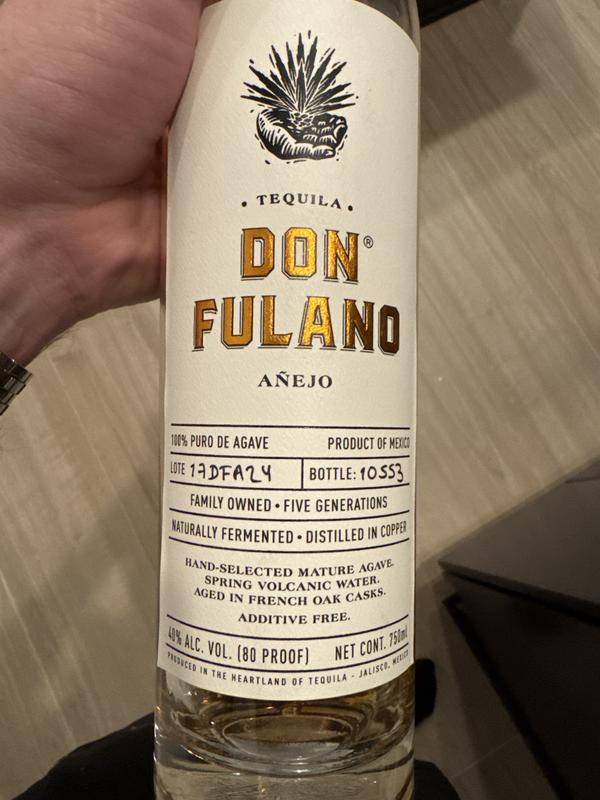 • TEQUILA •
DON®
FULANO
AÑEJO
100% PURO DE AGAVE PRODUCT OF MEXICO
LOTE 17DFA24 BOTTLE: 10553
FAMILY OWNED • FIVE GENERATIONS
NATURALLY FERMENTED • DISTILLED IN COPPER
HAND-SELECTED MATURE AGAVE.
SPRING VOLCANIC WATER.
AGED IN FRENCH OAK CASKS.
ADDITIVE FREE.
40% ALC. VOL. (80 PROOF) NET CONT. 750ml
PRODUCED IN THE HEARTLAND OF TEQUILA - JALISCO, MEXICO